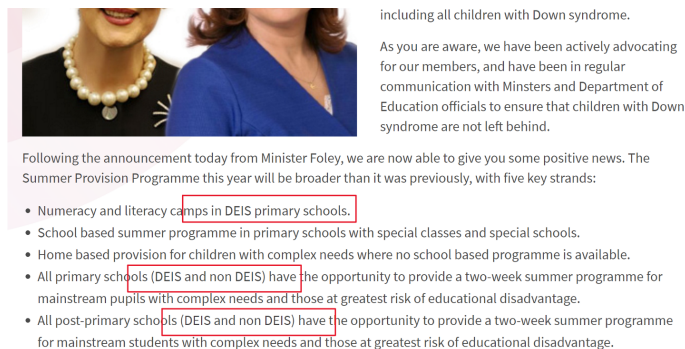 including all children with Down syndrome.
As you are aware, we have been actively advocating
for our members, and have been in regular
communication with Minsters and Department of
Education officials to ensure that children with Down
syndrome are not left behind.
Following the announcement today from Minister Foley, we are now able to give you some positive news. The
Summer Provision Programme this year will be broader than it was previously, with five key strands:
• Numeracy and literacy camps in DEIS primary schools.
• School based summer programme in primary schools with special classes and special schools.
• Home based provision for children with complex needs where no school based programme is available.
• All primary schools (DEIS and non DEIS) have the opportunity to provide a two-week summer programme for
mainstream pupils with complex needs and those at greatest risk of educational disadvantage.
• All post-primary schools (DEIS and non DEIS) have the opportunity to provide a two-week summer programme
for mainstream students with complex needs and those at greatest risk of educational disadvantage.